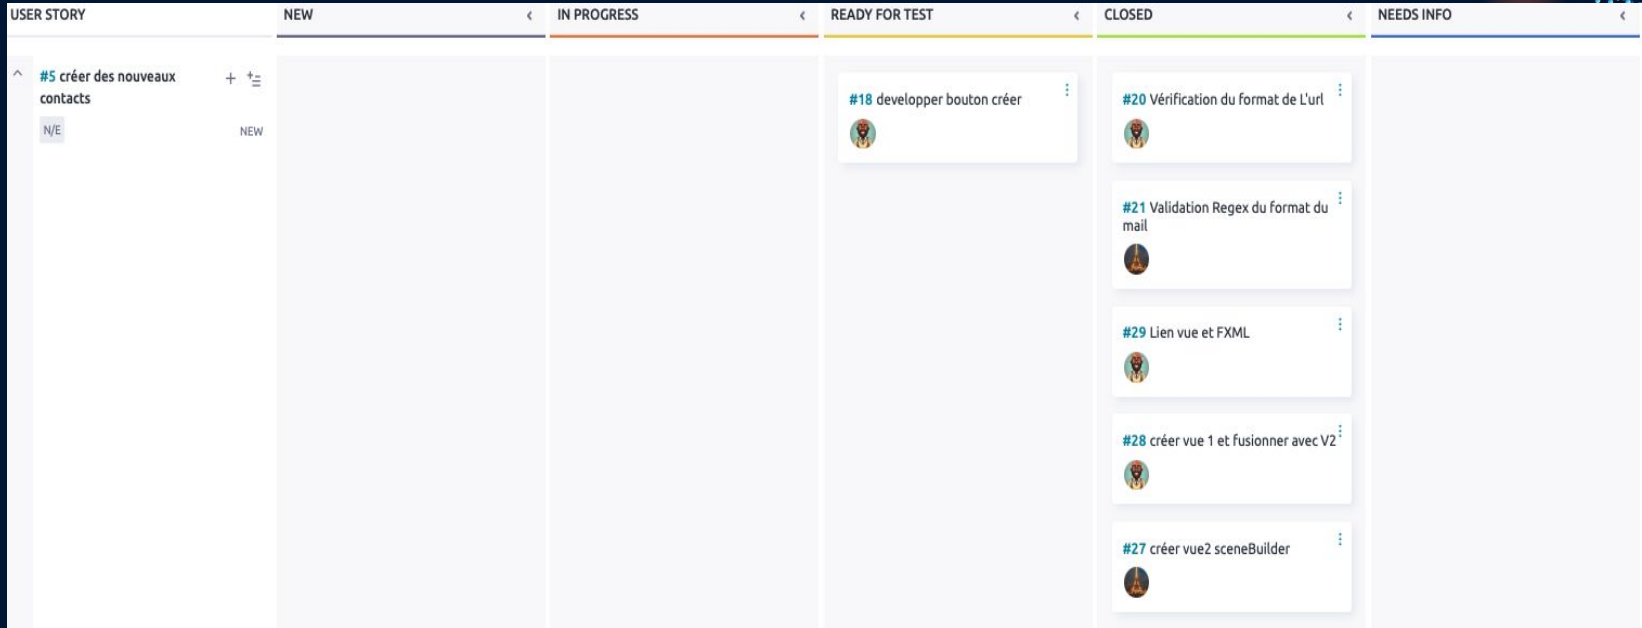 USER STORY
NEW
IN PROGRESS
READY FOR TEST
CLOSED
NEEDS INFO
#5 créer des nouveaux
contacts
N/E
NEW
#18 developper bouton créer
#20 Vérification du format de L'url
#21 Validation Regex du format du
mail
#29 Lien vue et FXML
#28 créer vue 1 et fusionner avec V2
#27 créer vue2 sceneBuilder